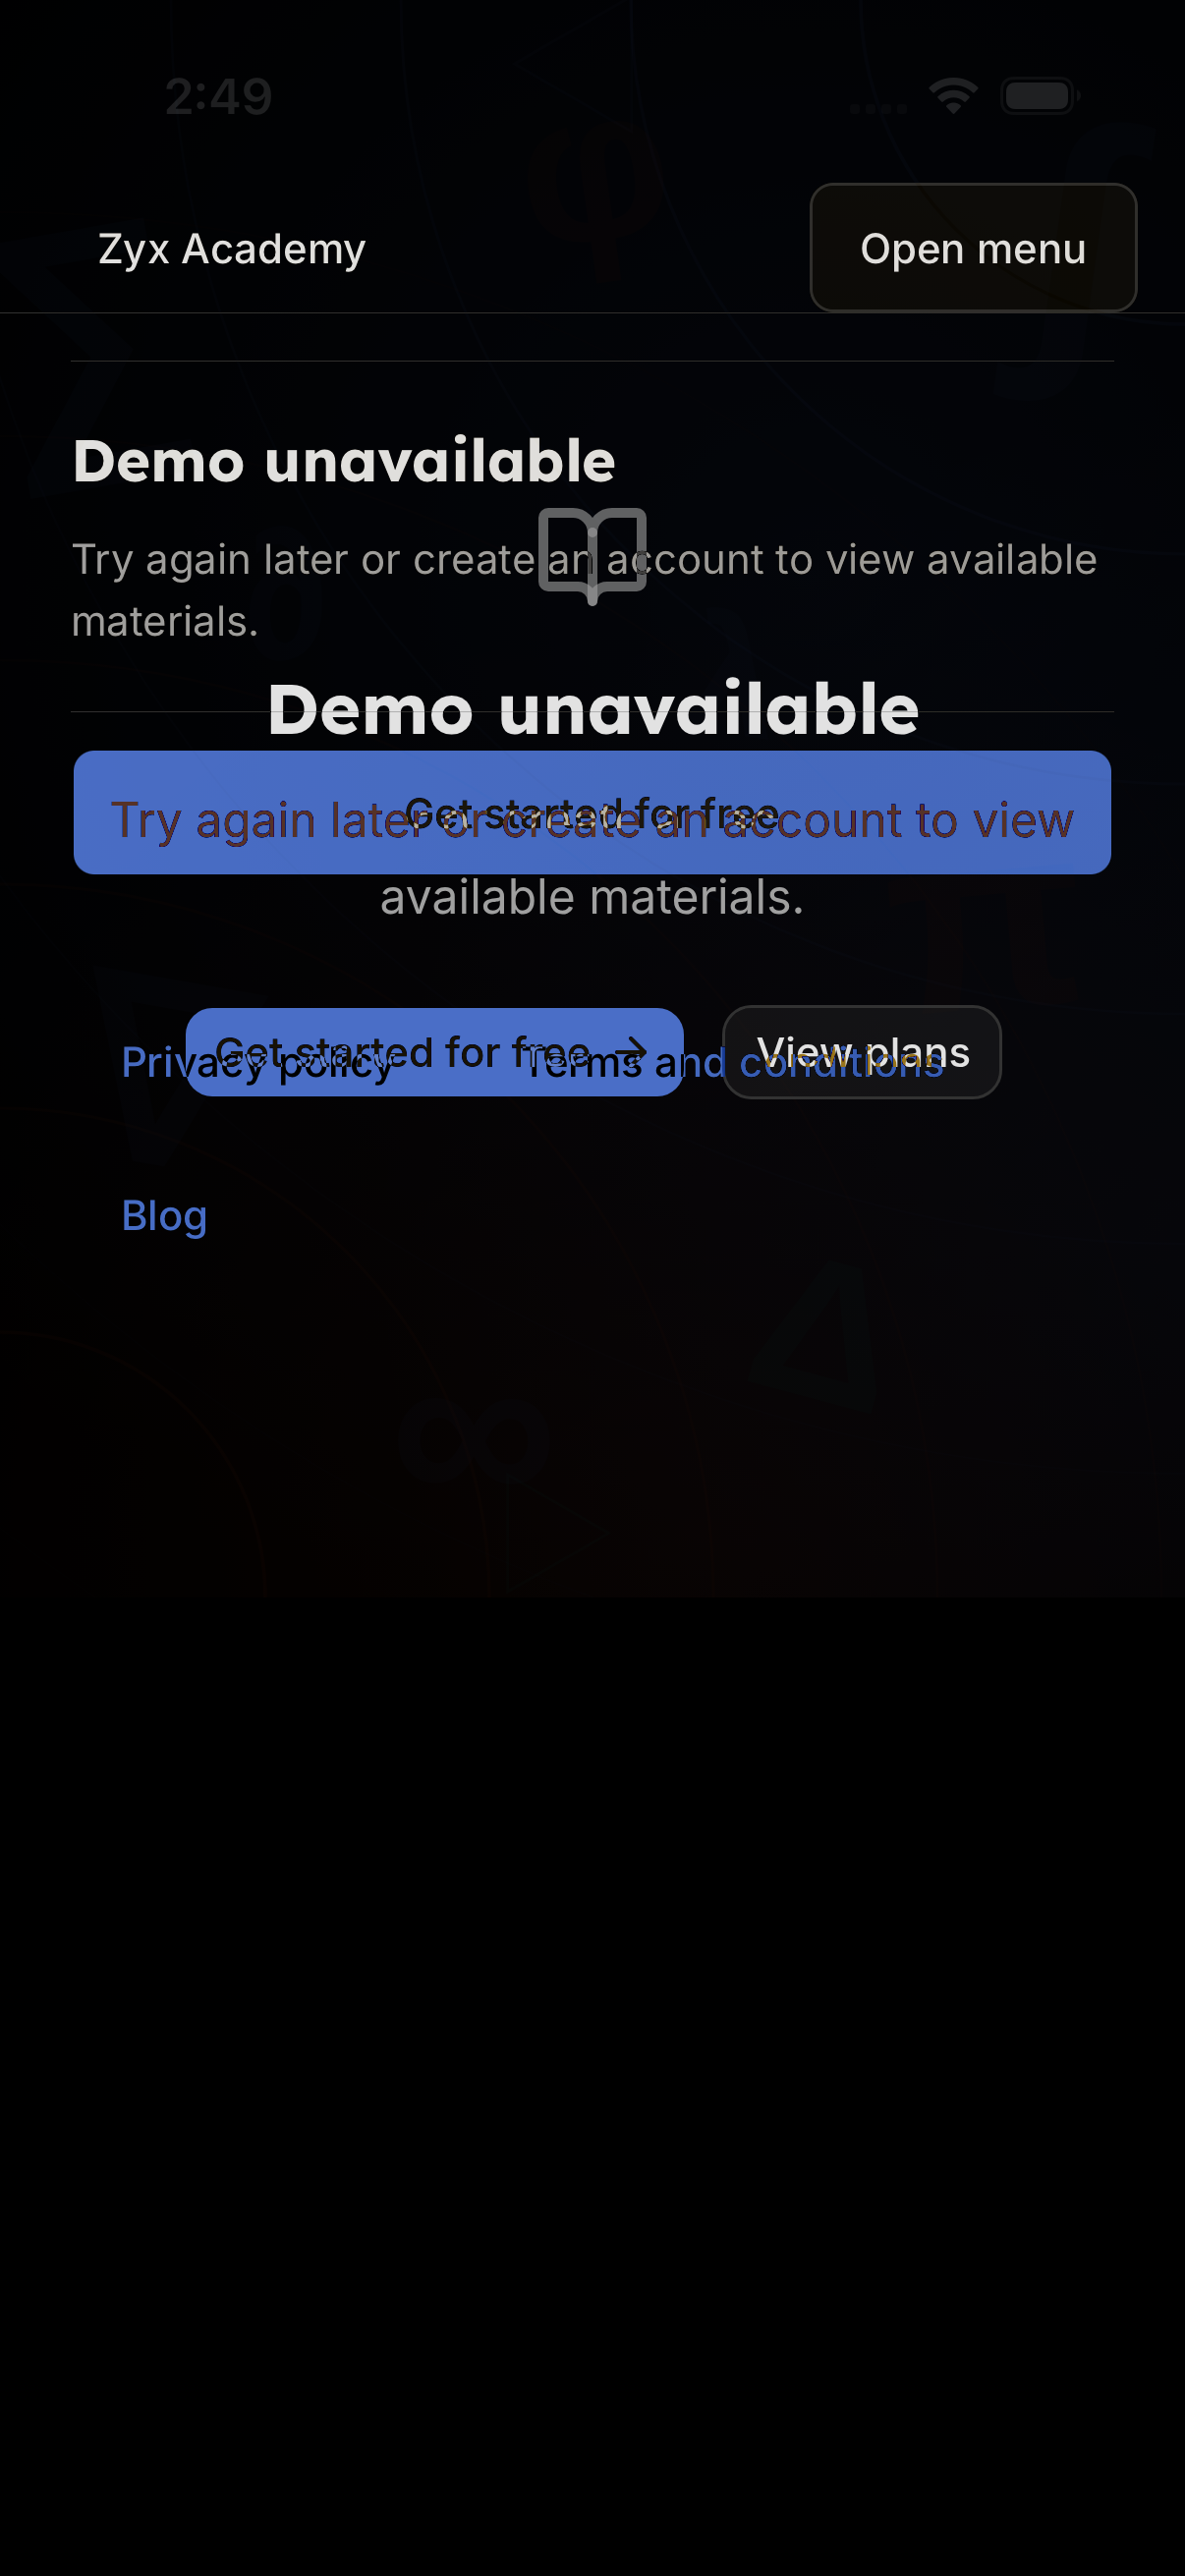 2:49
Zyx Academy
Open menu
Demo unavailable
Try again later or create an account to view available
materials.
Demo unavailable
Get started for free
Try again later or create an account to view
available materials.
Get started for free →
View plans
Privacy policy
Terms and conditions
Blog
φ
∫
Σ
π
∇
Δ
∞